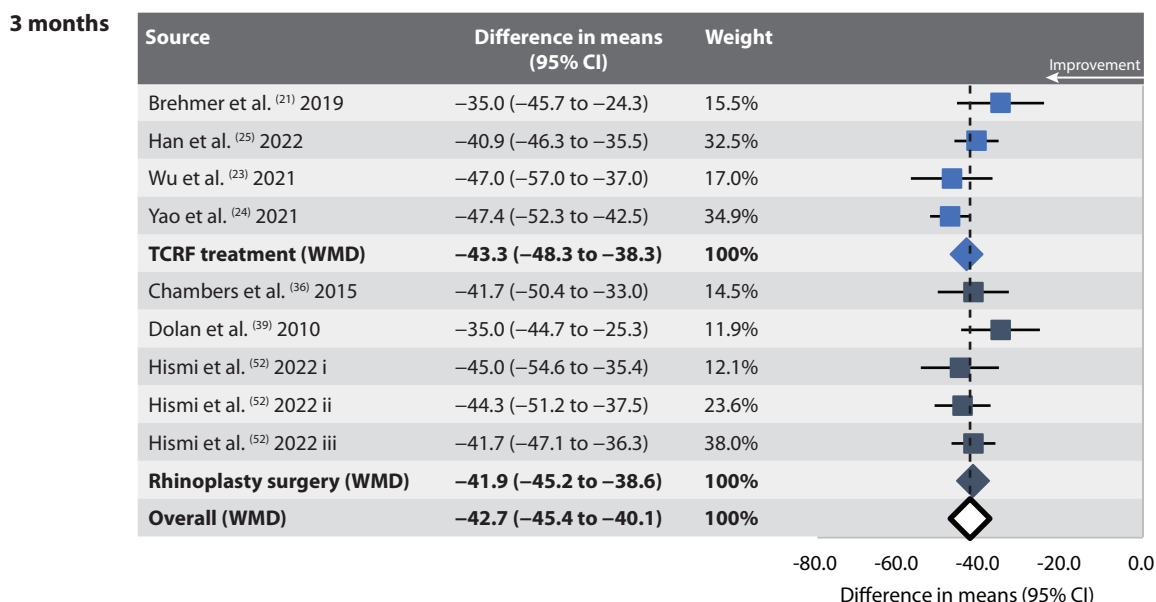 3 months
Source Difference in means (95% CI) Weight
Improvement
Brehmer et al. (21) 2019 −35.0 (−45.7 to −24.3) 15.5%
Han et al. (25) 2022 −40.9 (−46.3 to −35.5) 32.5%
Wu et al. (23) 2021 −47.0 (−57.0 to −37.0) 17.0%
Yao et al. (24) 2021 −47.4 (−52.3 to −42.5) 34.9%
TCRF treatment (WMD) −43.3 (−48.3 to −38.3) 100%
Chambers et al. (36) 2015 −41.7 (−50.4 to −33.0) 14.5%
Dolan et al. (39) 2010 −35.0 (−44.7 to −25.3) 11.9%
Hismi et al. (52) 2022 i −45.0 (−54.6 to −35.4) 12.1%
Hismi et al. (52) 2022 ii −44.3 (−51.2 to −37.5) 23.6%
Hismi et al. (52) 2022 iii −41.7 (−47.1 to −36.3) 38.0%
Rhinoplasty surgery (WMD) −41.9 (−45.2 to −38.6) 100%
Overall (WMD) −42.7 (−45.4 to −40.1) 100%
-80.0 -60.0 -40.0 -20.0 0.0
Difference in means (95% CI)